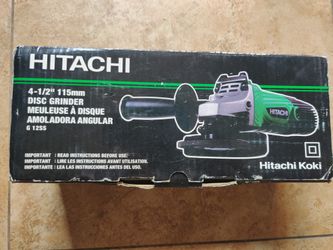 HITACHI
4-1/2" 115mm
DISC GRINDER
MEULEUSE À DISQUE
AMOLADORA ANGULAR
G 12SS
HITACHI
IMPORTANT : READ INSTRUCTIONS BEFORE USE.
IMPORTANT : LIRE LES INSTRUCTIONS AVANT UTILISATION.
IMPORTANTE : LEA LAS INSTRUCCIONES ANTES DEL USO.
Hitachi Koki